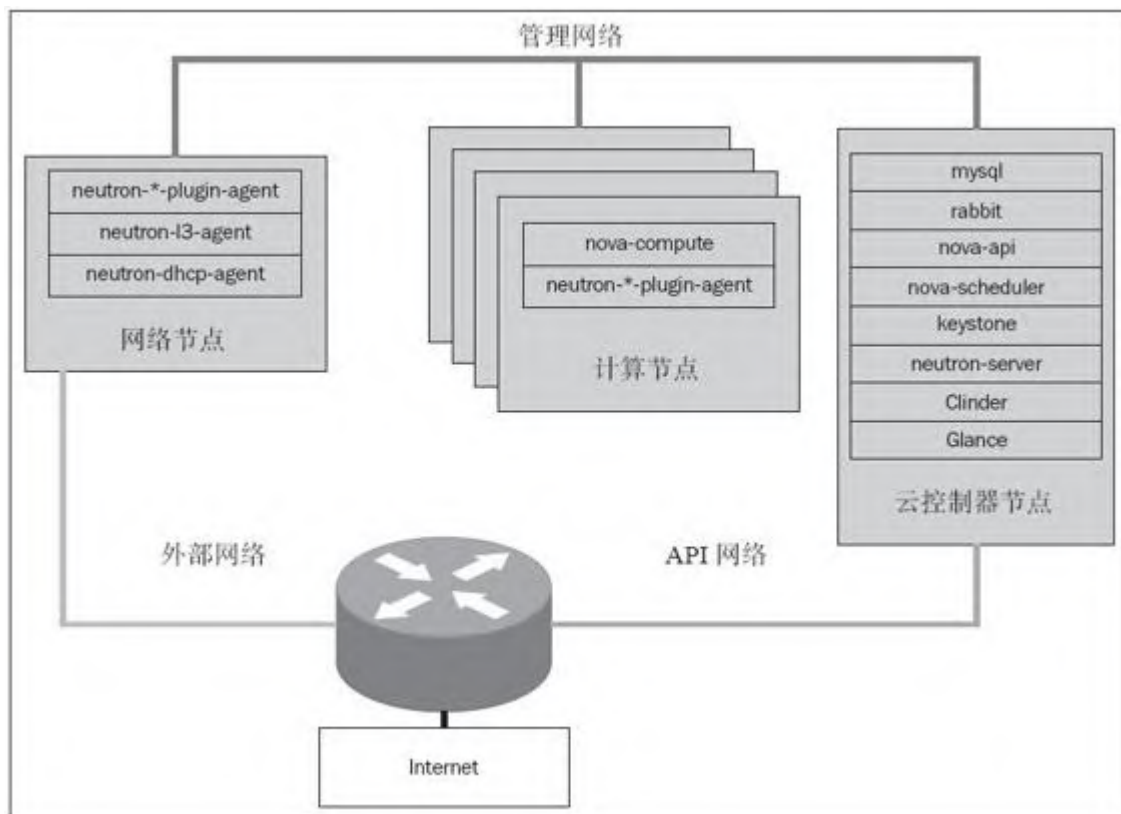 管理网络
neutron-*-plugin-agent
neutron-l3-agent
neutron-dhcp-agent
网络节点
nova-compute
neutron-*-plugin-agent
计算节点
mysql
rabbit
nova-api
nova-scheduler
keystone
neutron-server
Clinder
Glance
云控制器节点
外部网络
API 网络
Internet